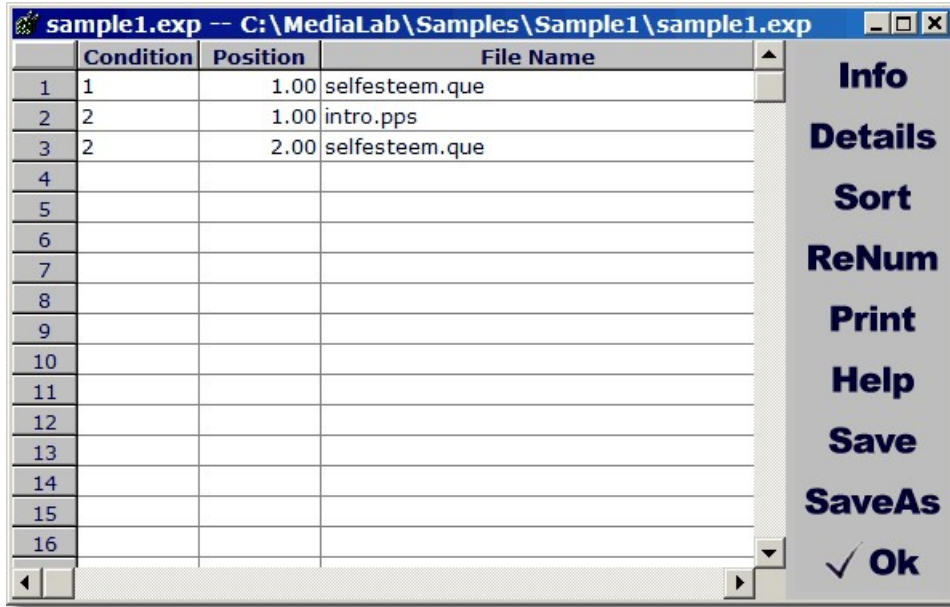 sample1.exp -- C:\MediaLab\Samples\Sample1\sample1.exp
Condition Position File Name
1 1 1.00 selfesteem.que
2 2 1.00 intro.pps
3 2 2.00 selfesteem.que
4
5
6
7
8
9
10
11
12
13
14
15
16
Info
Details
Sort
ReNum
Print
Help
Save
SaveAs
Ok